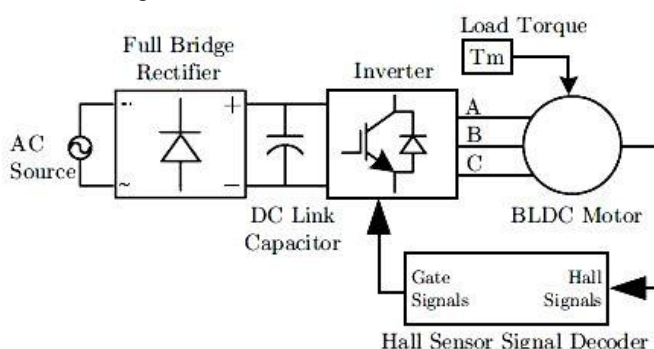 Load Torque
Tm
Full Bridge
Rectifier
Inverter
AC
Source
~
~
+
−
A
B
C
DC Link
Capacitor
BLDC Motor
Gate
Signals
Hall
Signals
Hall Sensor Signal Decoder